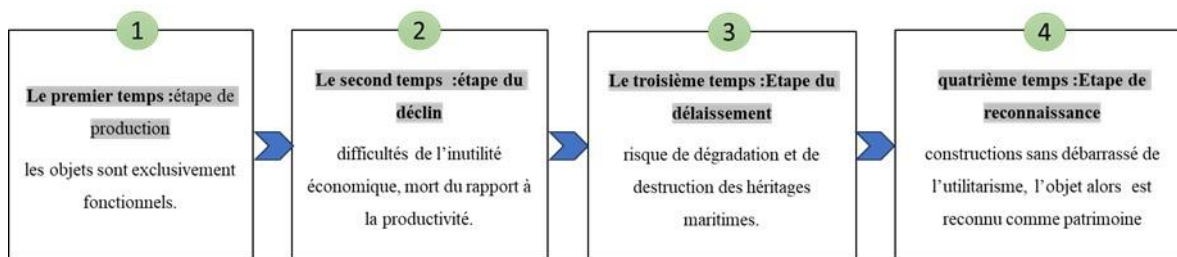 1
Le premier temps :étape de
production
les objets sont exclusivement
fonctionnels.
2
Le second temps :étape du
déclin
difficultés de l'inutilité
économique, mort du rapport à
la productivité.
3
Le troisième temps :Etape du
délaissement
risque de dégradation et de
destruction des héritages
maritimes.
4
quatrième temps :Etape de
reconnaissance
constructions sans débarrassé de
l'utilitarisme, l'objet alors est
reconnu comme patrimoine